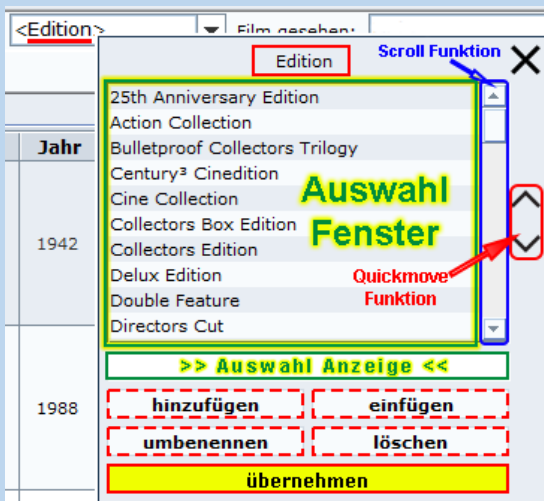 <Edition>
Film gesehen:
Edition
Scroll Funktion
25th Anniversary Edition
Action Collection
Bulletproof Collectors Trilogy
Century³ Cinedition
Cine Collection
Collectors Box Edition
Collectors Edition
Delux Edition
Double Feature
Directors Cut
Auswahl
Fenster
Quickmove
Funktion
Jahr
1942
1988
>> Auswahl Anzeige <<
hinzufügen
einfügen
umbenennen
löschen
übernehmen